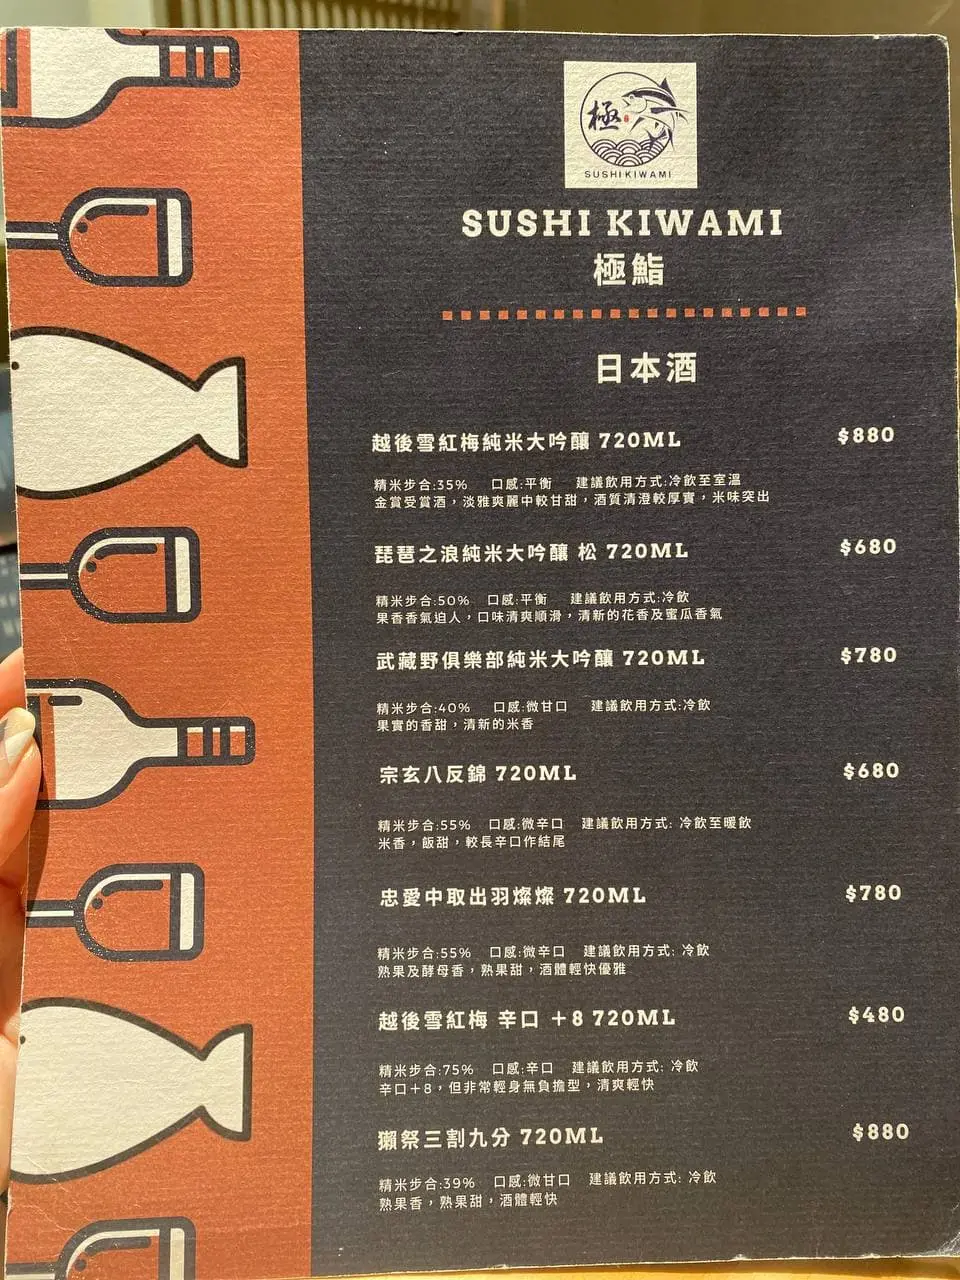 極
SUSHI KIWAMI
SUSHI KIWAMI
極鮨
日本酒
越後雪紅梅純米大吟釀 720ML $880
精米步合:35% 口感:平衡 建議飲用方式:冷飲至室溫
金賞受賞酒，淡雅爽麗中較甘甜，酒質清澄較厚實，米味突出
琵琶之浪純米大吟釀 松 720ML $680
精米步合:50% 口感:平衡 建議飲用方式:冷飲
果香香氣迫人，口味清爽順滑，清新的花香及蜜瓜香氣
武藏野俱樂部純米大吟釀 720ML $780
精米步合:40% 口感:微甘口 建議飲用方式:冷飲
果實的香甜，清新的米香
宗玄八反錦 720ML $680
精米步合:55% 口感:微辛口 建議飲用方式: 冷飲至暖飲
米香，飯甜，較長辛口作結尾
忠愛中取出羽燦燦 720ML $780
精米步合:55% 口感:微辛口 建議飲用方式: 冷飲
熟果及酵母香，熟果甜，酒體輕快優雅
越後雪紅梅 辛口 +8 720ML $480
精米步合:75% 口感:辛口 建議飲用方式: 冷飲
辛口+8，但非常輕身無負擔型，清爽輕快
獺祭三割九分 720ML $880
精米步合:39% 口感:微甘口 建議飲用方式: 冷飲
熟果香，熟果甜，酒體輕快